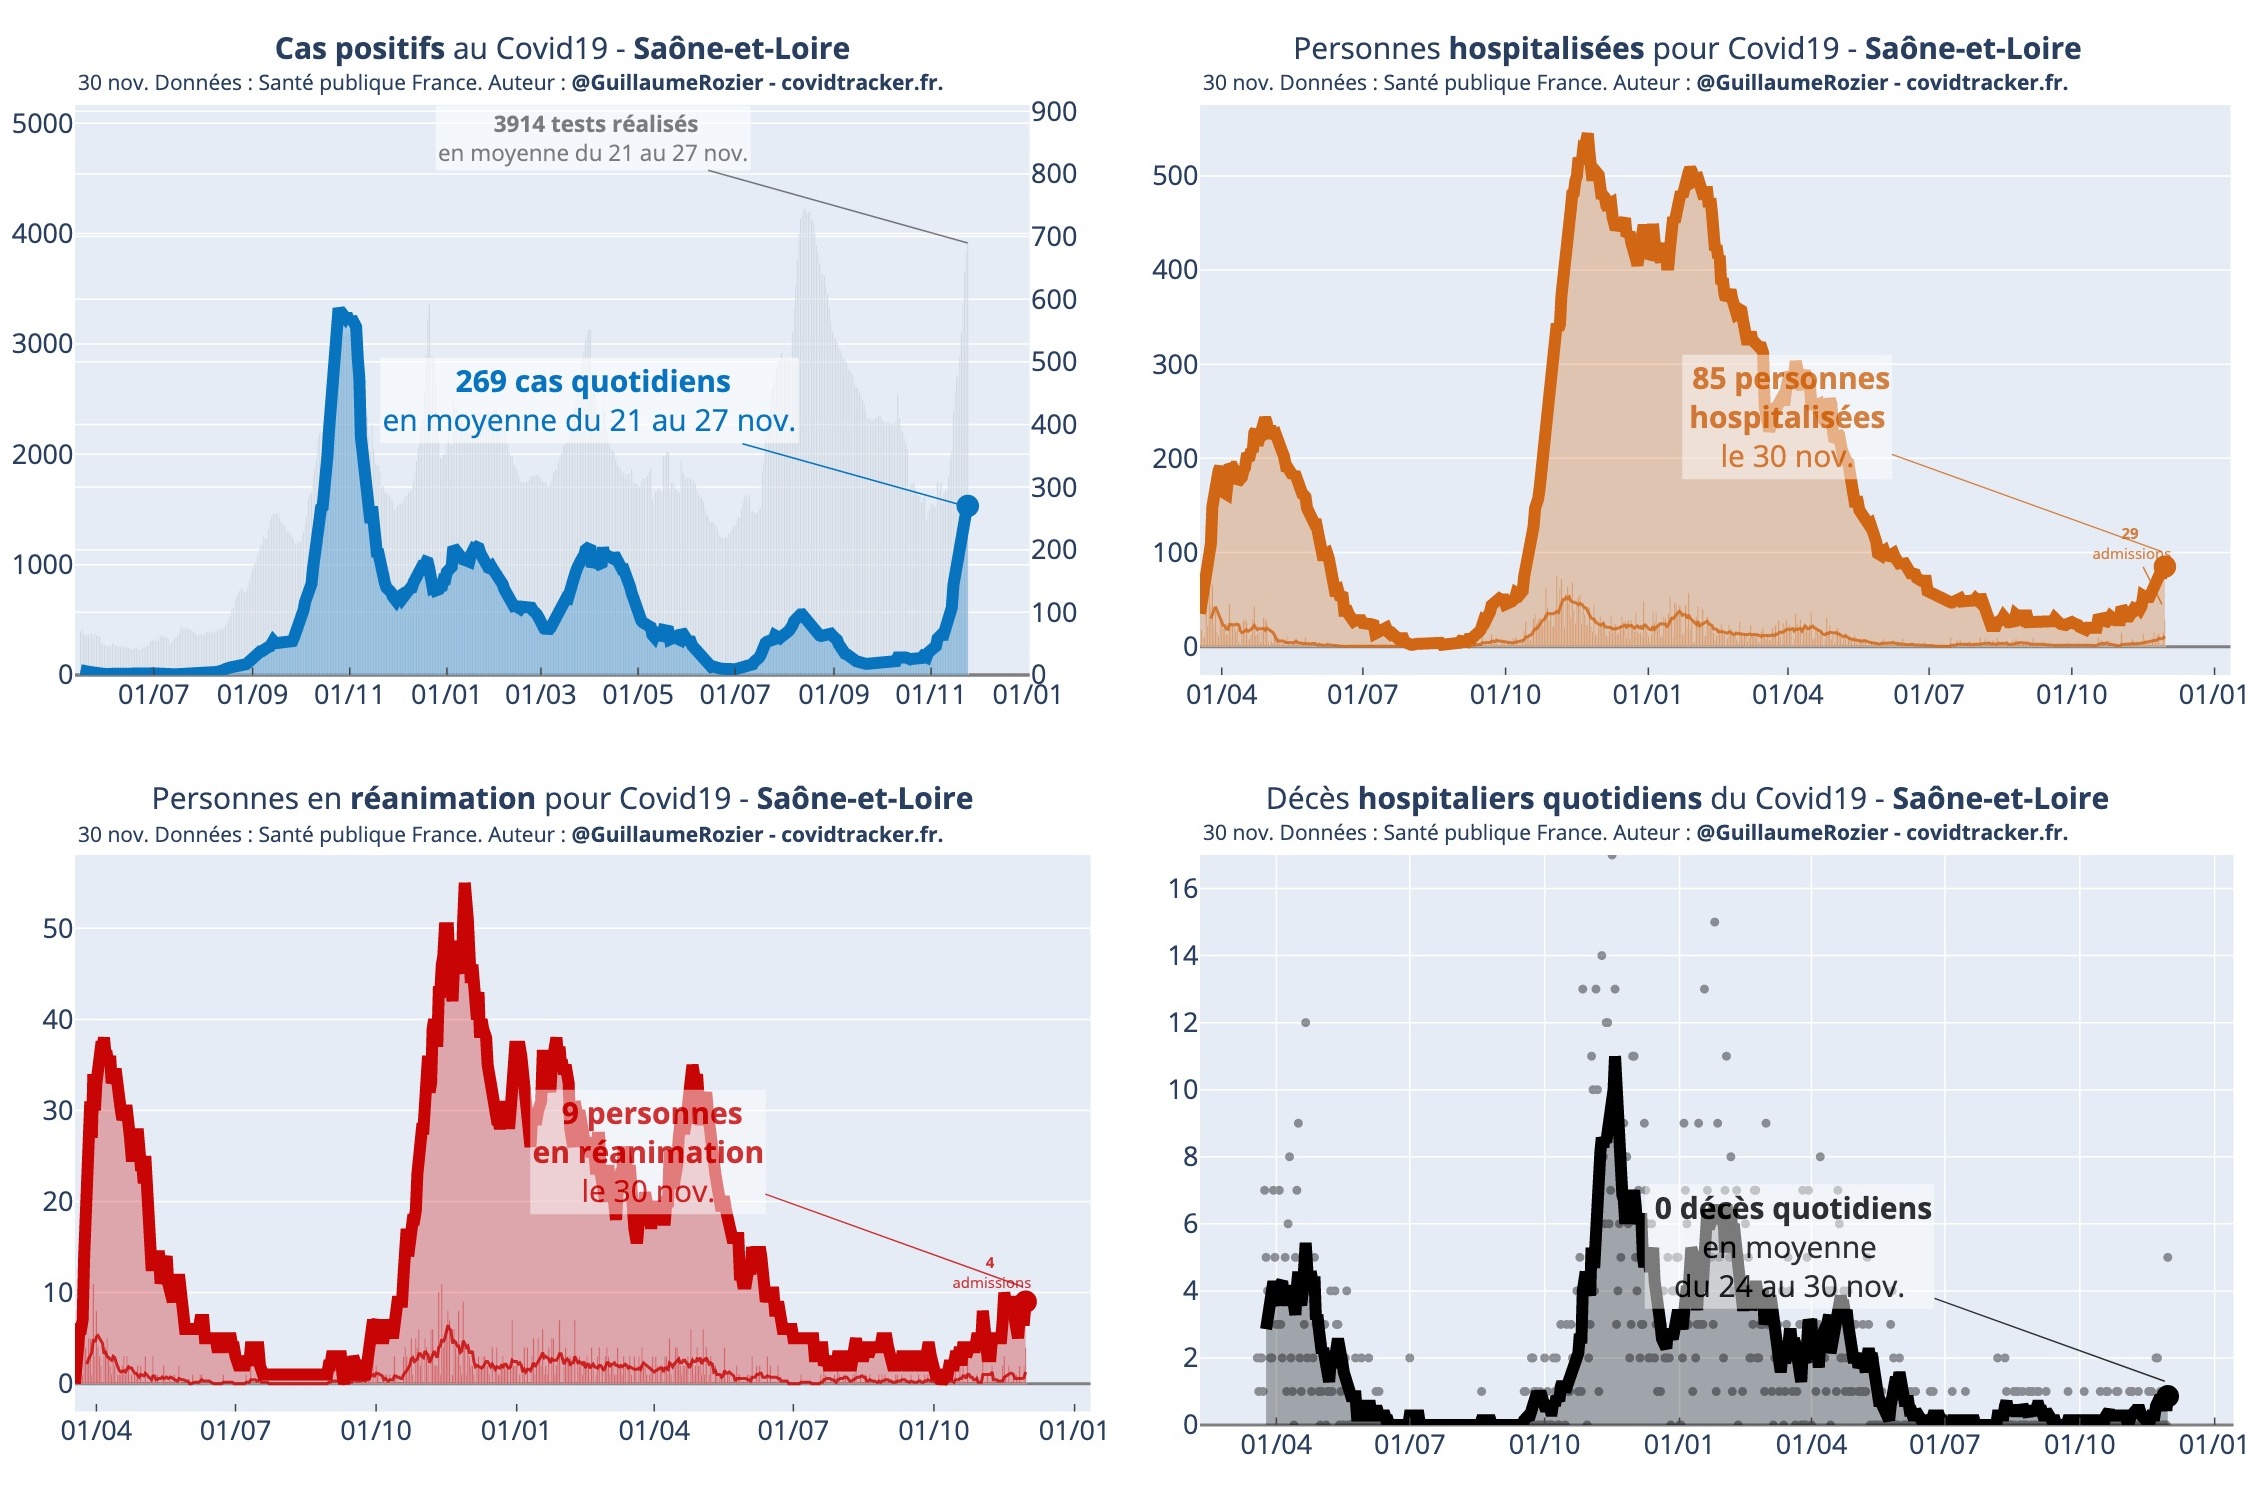 Cas positifs au Covid19 - Saône-et-Loire
30 nov. Données : Santé publique France. Auteur : @GuillaumeRozier - covidtracker.fr.
3914 tests réalisés
en moyenne du 21 au 27 nov.
269 cas quotidiens
en moyenne du 21 au 27 nov.
5000
4000
3000
2000
1000
0
900
800
700
600
500
400
300
200
100
0
01/07 01/09 01/11 01/01 01/03 01/05 01/07 01/09 01/11 01/01
Personnes hospitalisées pour Covid19 - Saône-et-Loire
30 nov. Données : Santé publique France. Auteur : @GuillaumeRozier - covidtracker.fr.
500
400
300
200
100
0
85 personnes
hospitalisées
le 30 nov.
29
admissions
01/04 01/07 01/10 01/01 01/04 01/07 01/10 01/01
Personnes en réanimation pour Covid19 - Saône-et-Loire
30 nov. Données : Santé publique France. Auteur : @GuillaumeRozier - covidtracker.fr.
50
40
30
20
10
0
9 personnes
en réanimation
le 30 nov.
4
admissions
01/04 01/07 01/10 01/01 01/04 01/07 01/10 01/01
Décès hospitaliers quotidiens du Covid19 - Saône-et-Loire
30 nov. Données : Santé publique France. Auteur : @GuillaumeRozier - covidtracker.fr.
16
14
12
10
8
6
4
2
0
0 décès quotidiens
en moyenne
du 24 au 30 nov.
01/04 01/07 01/10 01/01 01/04 01/07 01/10 01/01